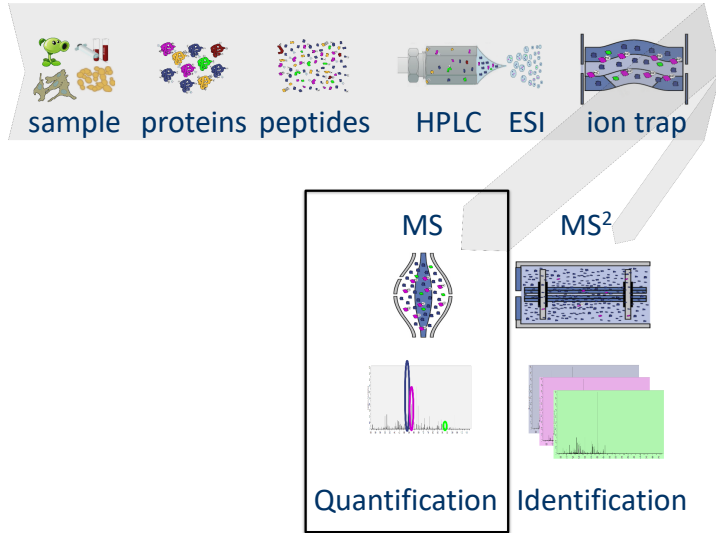 sample proteins peptides HPLC ESI ion trap
MS MS²
Quantification Identification